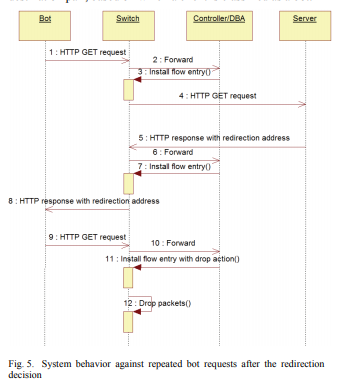 Bot Switch Controller/DBA Server
1 : HTTP GET request
2 : Forward
3 : Install flow entry()
4 : HTTP GET request
5 : HTTP response with redirection address
6 : Forward
7 : Install flow entry()
8 : HTTP response with redirection address
9 : HTTP GET request
10 : Forward
11 : Install flow entry with drop action()
12 : Drop packets()
Fig. 5. System behavior against repeated bot requests after the redirection
decision